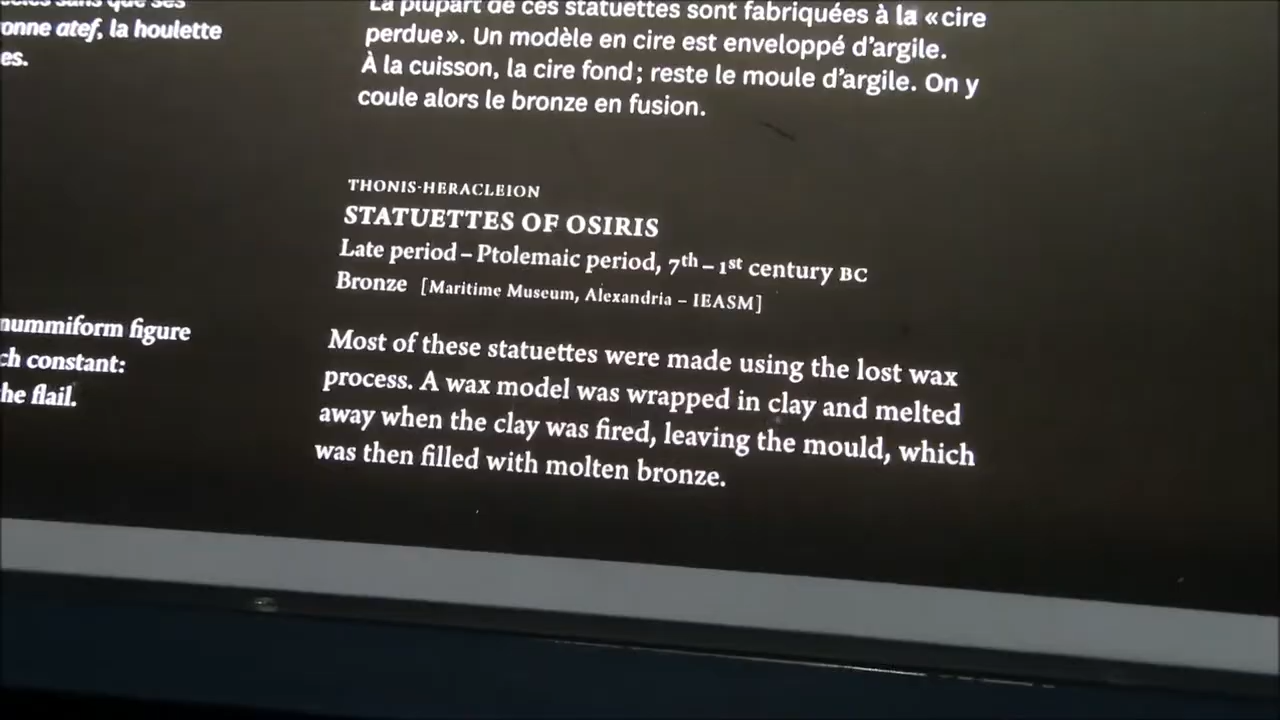 onne atef, la houlette
es.
La plupart de ces statuettes sont fabriquées à la «cire
perdue». Un modèle en cire est enveloppé d'argile.
À la cuisson, la cire fond; reste le moule d'argile. On y
coule alors le bronze en fusion.
THONIS-HERACLEION
STATUETTES OF OSIRIS
Late period – Ptolemaic period, 7th – 1st century BC
Bronze [Maritime Museum, Alexandria – IEASM]
nummiform figure
ch constant:
he flail.
Most of these statuettes were made using the lost wax
process. A wax model was wrapped in clay and melted
away when the clay was fired, leaving the mould, which
was then filled with molten bronze.